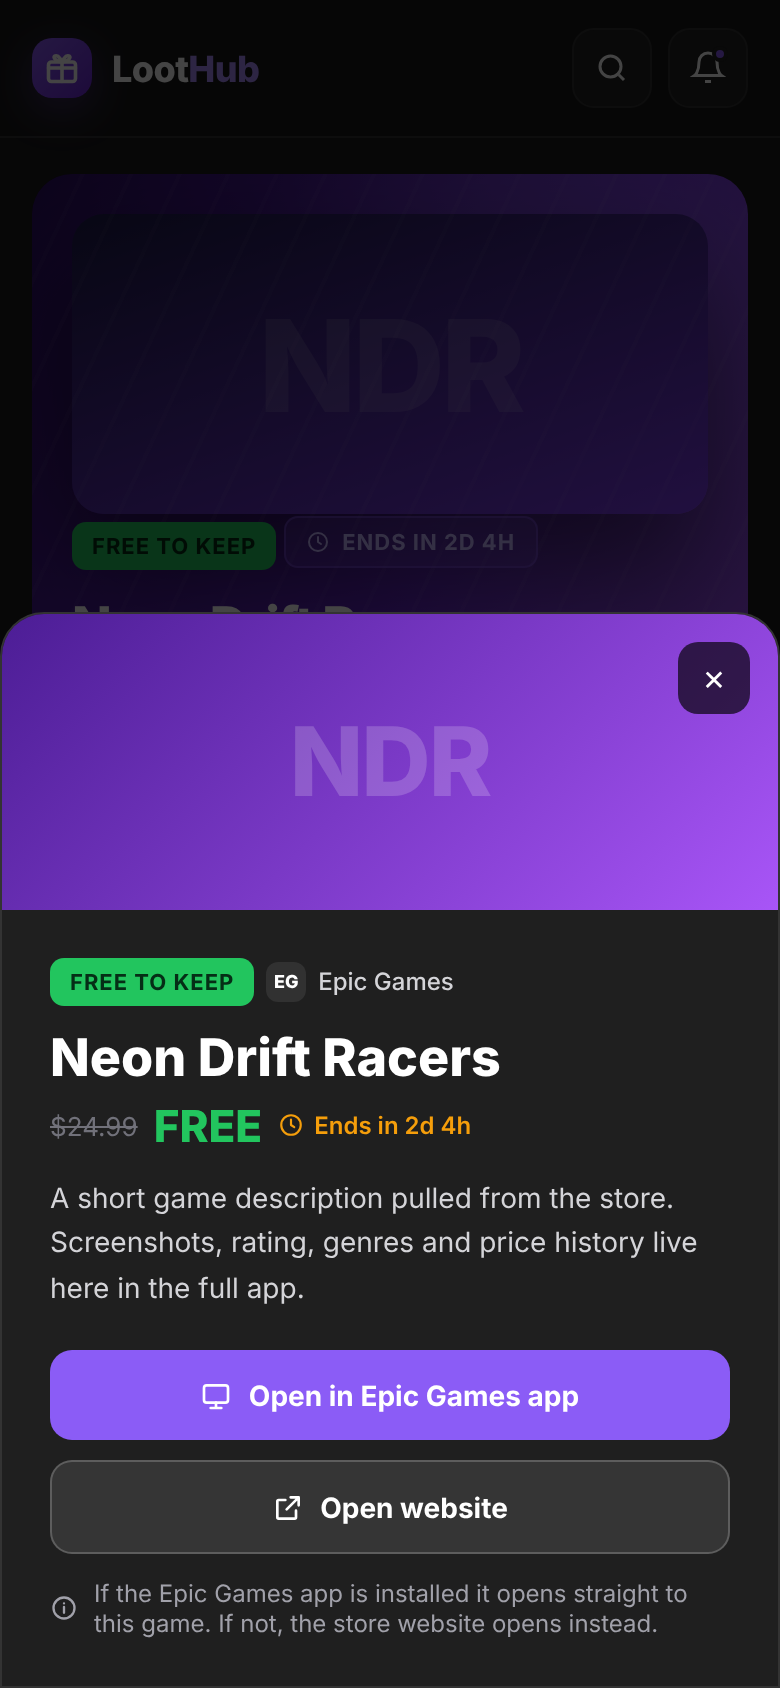 LootHub
NDR
FREE TO KEEP
ENDS IN 2D 4H
NDR
FREE TO KEEP
EG
Epic Games
Neon Drift Racers
$24.99 FREE Ends in 2d 4h
A short game description pulled from the store.
Screenshots, rating, genres and price history live
here in the full app.
Open in Epic Games app
Open website
If the Epic Games app is installed it opens straight to
this game. If not, the store website opens instead.